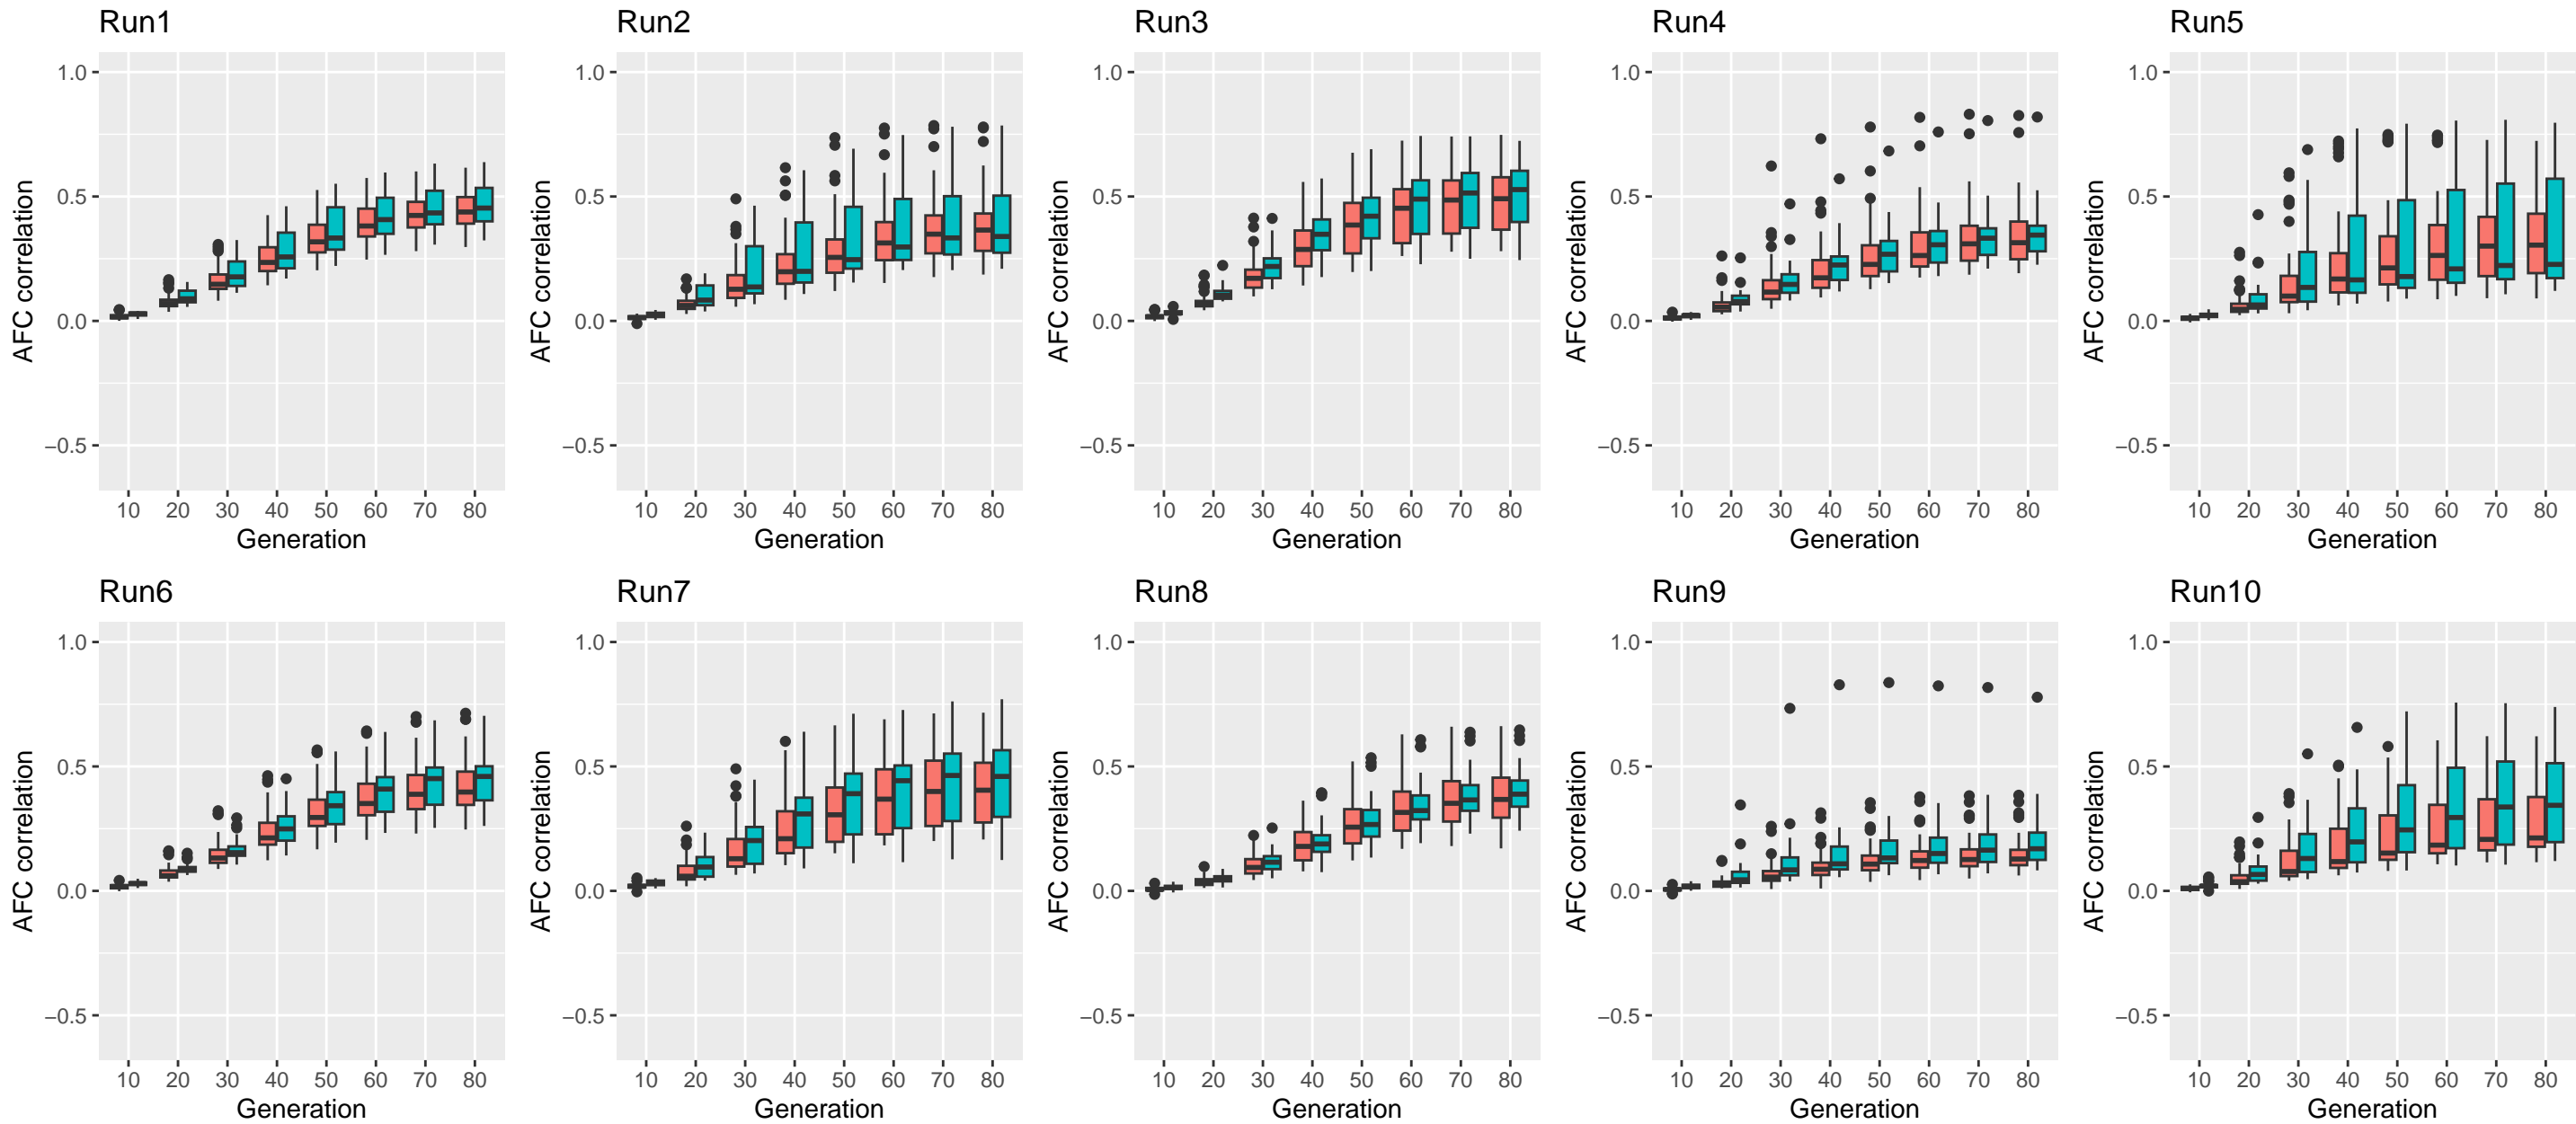 Run1 Run2 Run3 Run4 Run5
1.0 1.0 1.0 1.0 1.0
0.5 0.5 0.5 0.5 0.5
0.0 0.0 0.0 0.0 0.0
−0.5 −0.5 −0.5 −0.5 −0.5
AFC correlation AFC correlation AFC correlation AFC correlation AFC correlation
10 20 30 40 50 60 70 80 10 20 30 40 50 60 70 80 10 20 30 40 50 60 70 80 10 20 30 40 50 60 70 80 10 20 30 40 50 60 70 80
Generation Generation Generation Generation Generation
Run6 Run7 Run8 Run9 Run10
1.0 1.0 1.0 1.0 1.0
0.5 0.5 0.5 0.5 0.5
0.0 0.0 0.0 0.0 0.0
−0.5 −0.5 −0.5 −0.5 −0.5
AFC correlation AFC correlation AFC correlation AFC correlation AFC correlation
10 20 30 40 50 60 70 80 10 20 30 40 50 60 70 80 10 20 30 40 50 60 70 80 10 20 30 40 50 60 70 80 10 20 30 40 50 60 70 80
Generation Generation Generation Generation Generation